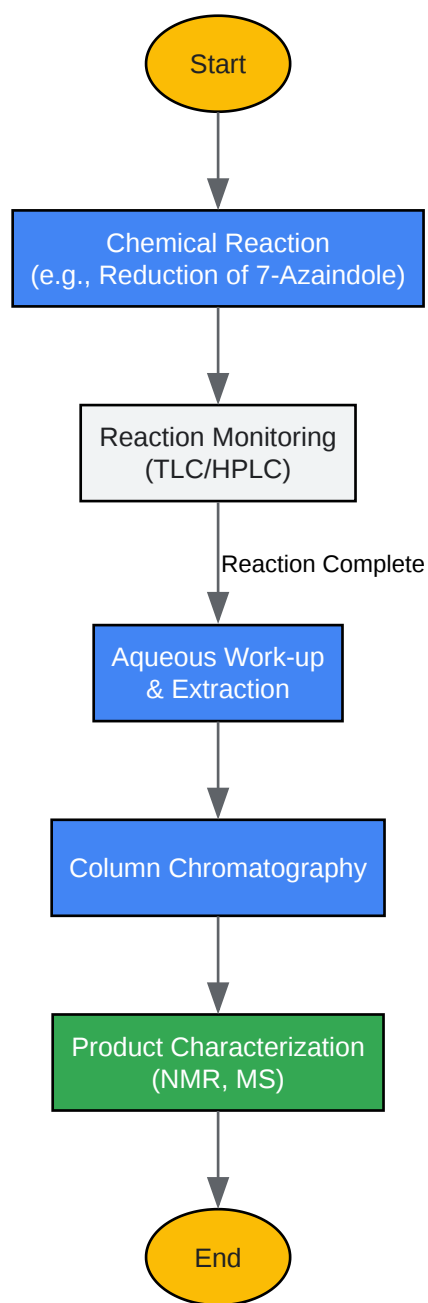 Start
Chemical Reaction
(e.g., Reduction of 7-Azaindole)
Reaction Monitoring
(TLC/HPLC)
Reaction Complete
Aqueous Work-up
& Extraction
Column Chromatography
Product Characterization
(NMR, MS)
End